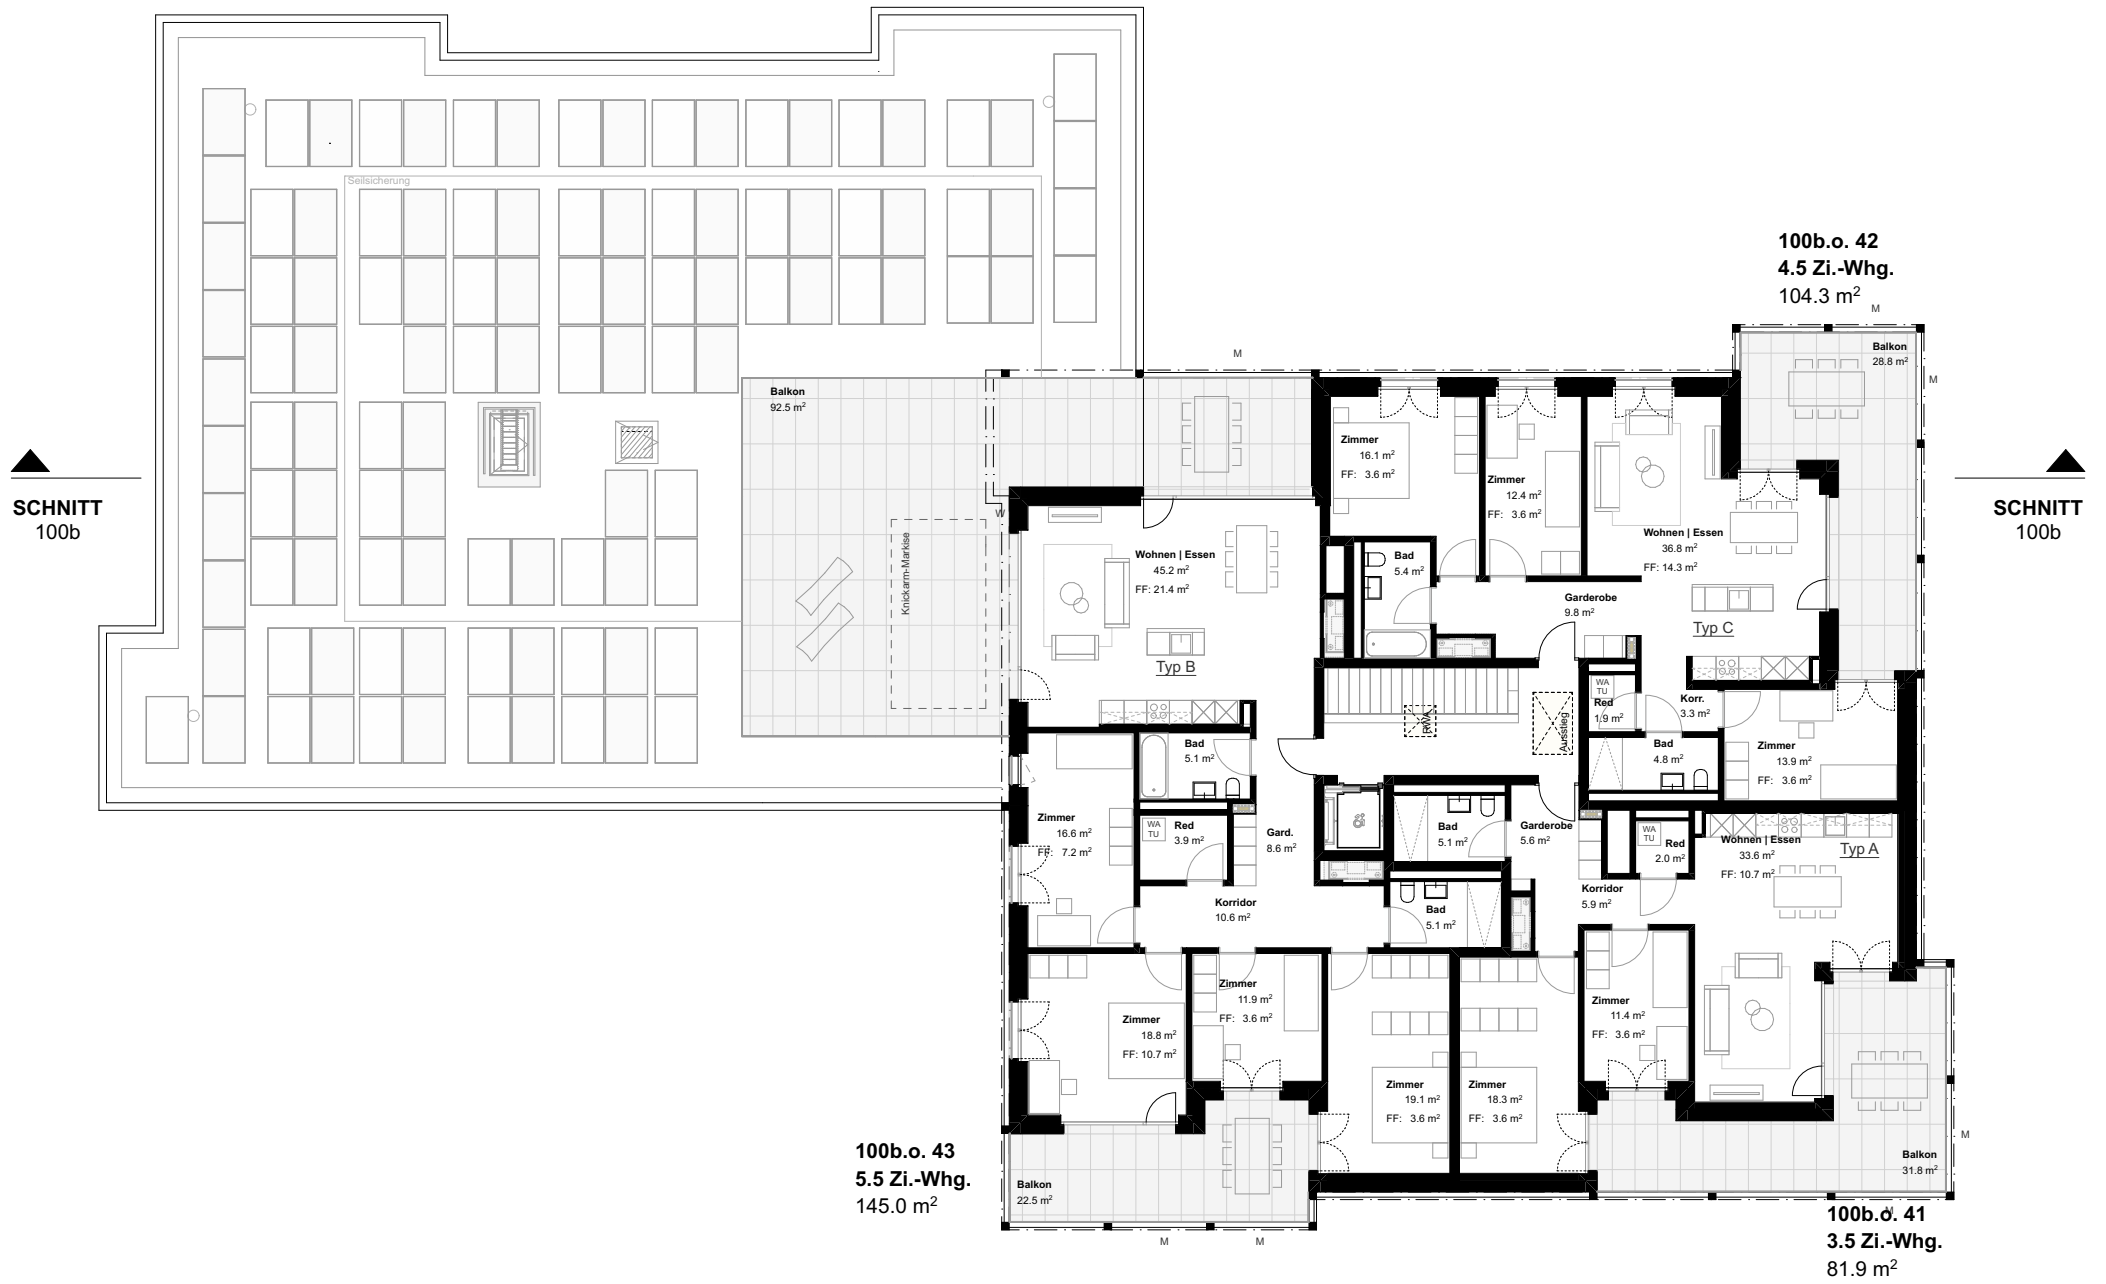 Seilsicherung
100b.o. 42
4.5 Zi.-Whg.
104.3 m²
M
Balkon
28.8 m²
M
M
Balkon
92.5 m²
SCHNITT
100b
SCHNITT
100b
Zimmer
16.1 m²
FF: 3.6 m²
Zimmer
12.4 m²
FF: 3.6 m²
Wohnen | Essen
36.8 m²
FF: 14.3 m²
W
Knickarm-Markise
Wohnen | Essen
45.2 m²
FF: 21.4 m²
Typ B
Bad
5.4 m²
Garderobe
9.8 m²
Typ C
WA
TU
Red
1.9 m²
Korr.
3.3 m²
RWA
Ausstieg
Bad
4.8 m²
Zimmer
13.9 m²
FF: 3.6 m²
Bad
5.1 m²
Zimmer
16.6 m²
FF: 7.2 m²
WA
TU
Red
3.9 m²
Gard.
8.6 m²
Bad
5.1 m²
Garderobe
5.6 m²
WA
TU
Red
2.0 m²
Wohnen | Essen
33.6 m²
FF: 10.7 m²
Typ A
Korridor
10.6 m²
Bad
5.1 m²
Korridor
5.9 m²
Zimmer
18.8 m²
FF: 10.7 m²
Zimmer
11.9 m²
FF: 3.6 m²
Zimmer
19.1 m²
FF: 3.6 m²
Zimmer
18.3 m²
FF: 3.6 m²
Zimmer
11.4 m²
FF: 3.6 m²
M
Balkon
31.8 m²
100b.o. 43
5.5 Zi.-Whg.
145.0 m²
Balkon
22.5 m²
M
M
M
100b.o. 41
3.5 Zi.-Whg.
81.9 m²